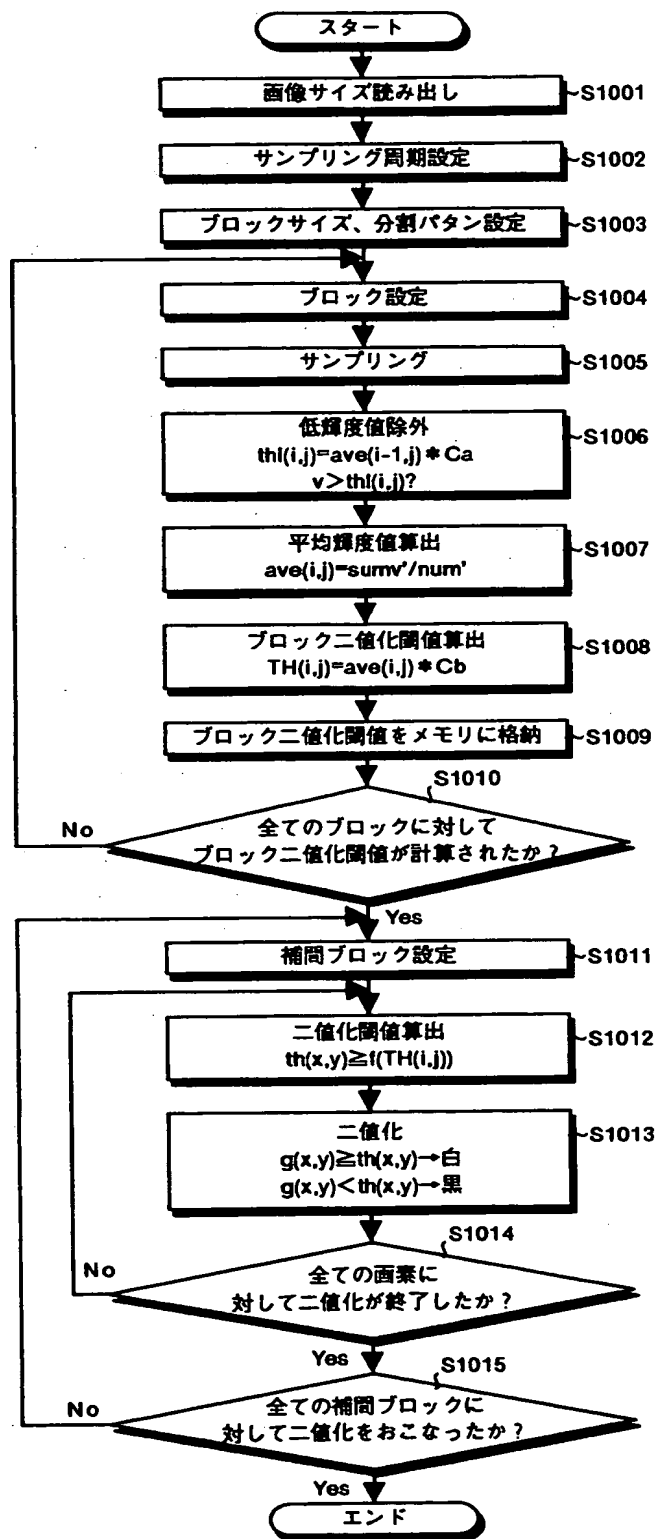 スタート
画像サイズ読み出し
S1001
サンプリング周期設定
S1002
ブロックサイズ、分割パタン設定
S1003
ブロック設定
S1004
サンプリング
S1005
低輝度値除外
thl(i,j)=ave(i-1,j)*Ca
v>thl(i,j)?
S1006
平均輝度値算出
ave(i,j)=sumv'/num'
S1007
ブロック二値化閾値算出
TH(i,j)=ave(i,j)*Cb
S1008
ブロック二値化閾値をメモリに格納
S1009
S1010
No
全てのブロックに対して
ブロック二値化閾値が計算されたか?
Yes
補間ブロック設定
S1011
二値化閾値算出
th(x,y)≧f(TH(i,j))
S1012
二値化
g(x,y)≧th(x,y)→白
g(x,y)<th(x,y)→黒
S1013
S1014
No
全ての画素に
対して二値化が終了したか?
Yes
S1015
No
全ての補間ブロックに
対して二値化をおこなったか?
Yes
エンド